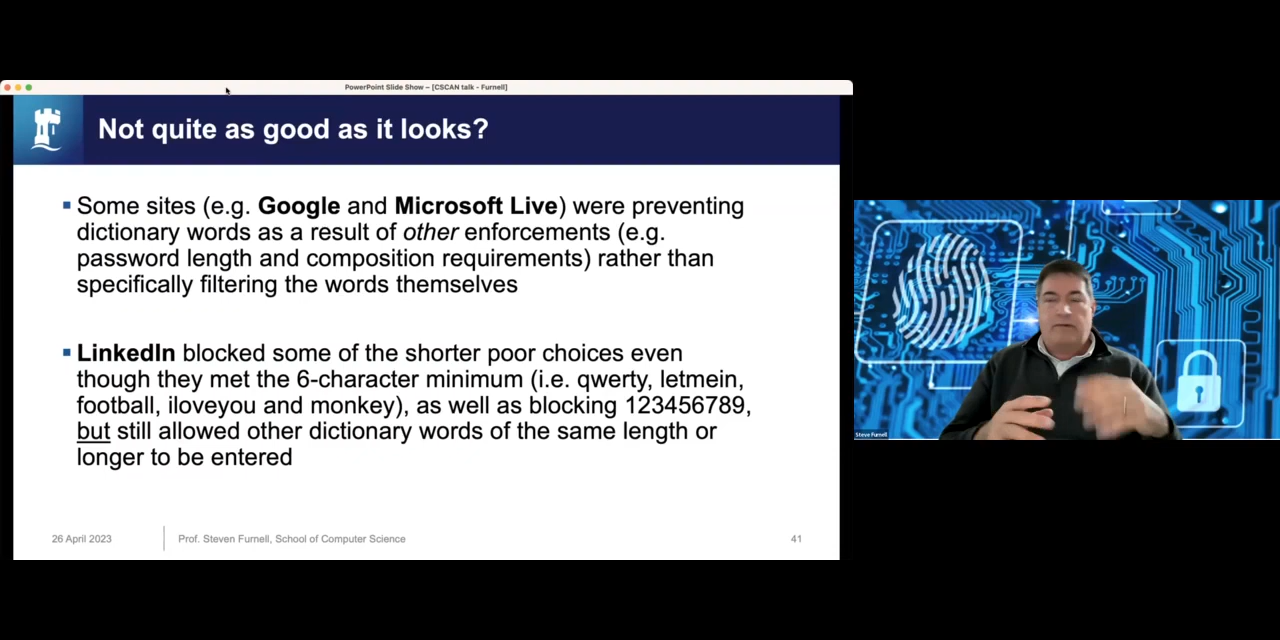 PowerPoint Slide Show – [CSCAN talk - Furnell]
Not quite as good as it looks?
Some sites (e.g. Google and Microsoft Live) were preventing
dictionary words as a result of other enforcements (e.g.
password length and composition requirements) rather than
specifically filtering the words themselves
LinkedIn blocked some of the shorter poor choices even
though they met the 6-character minimum (i.e. qwerty, letmein,
football, iloveyou and monkey), as well as blocking 123456789,
but still allowed other dictionary words of the same length or
longer to be entered
26 April 2023
Prof. Steven Furnell, School of Computer Science
41
Steve Furnell